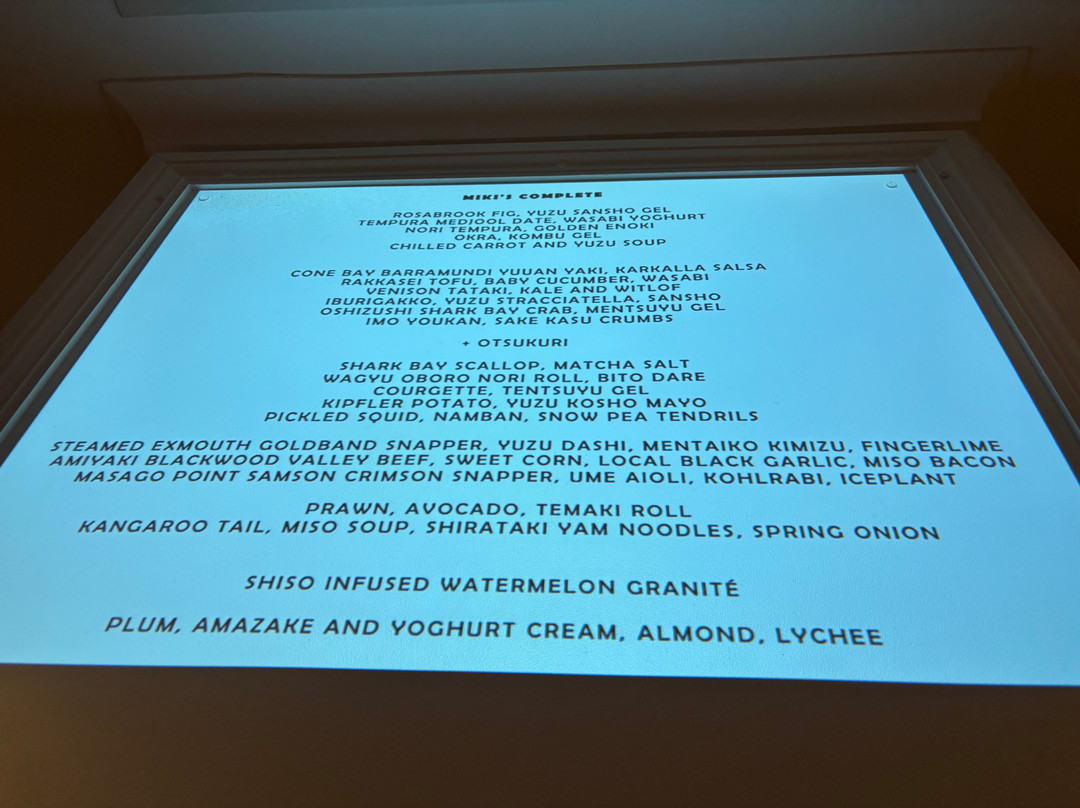 MIKI'S COMPLETE
ROSABROOK FIG, YUZU SANSHO GEL
TEMPURA MEDJOOL DATE, WASABI YOGHURT
NORI TEMPURA, GOLDEN ENOKI
OKRA, KOMBU GEL
CHILLED CARROT AND YUZU SOUP
CONE BAY BARRAMUNDI YUUAN YAKI, KARKALLA SALSA
RAKKASEI TOFU, BABY CUCUMBER, WASABI
VENISON TATAKI, KALE AND WITLOF
IBURIGAKKO, YUZU STRACCIATELLA, SANSHO
OSHIZUSHI SHARK BAY CRAB, MENTSUYU GEL
IMO YOUKAN, SAKE KASU CRUMBS
+ OTSUKURI
SHARK BAY SCALLOP, MATCHA SALT
WAGYU OBORO NORI ROLL, BITO DARE
COURGETTE, TENTSUYU GEL
KIPFLER POTATO, YUZU KOSHO MAYO
PICKLED SQUID, NAMBAN, SNOW PEA TENDRILS
STEAMED EXMOUTH GOLDBAND SNAPPER, YUZU DASHI, MENTAIKO KIMIZU, FINGERLIME
AMIYAKI BLACKWOOD VALLEY BEEF, SWEET CORN, LOCAL BLACK GARLIC, MISO BACON
MASAGO POINT SAMSON CRIMSON SNAPPER, UME AIOLI, KOHLRABI, ICEPLANT
PRAWN, AVOCADO, TEMAKI ROLL
KANGAROO TAIL, MISO SOUP, SHIRATAKI YAM NOODLES, SPRING ONION
SHISO INFUSED WATERMELON GRANITÉ
PLUM, AMAZAKE AND YOGHURT CREAM, ALMOND, LYCHEE